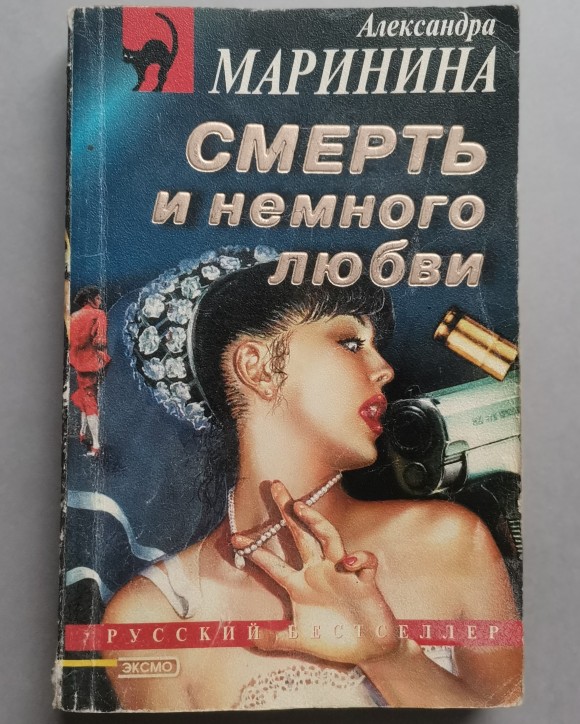 Александра
МАРИНИНА
СМЕРТЬ
и немного
любви
РУССКИЙ БЕСТСЕЛЛЕР
ЭКСМО